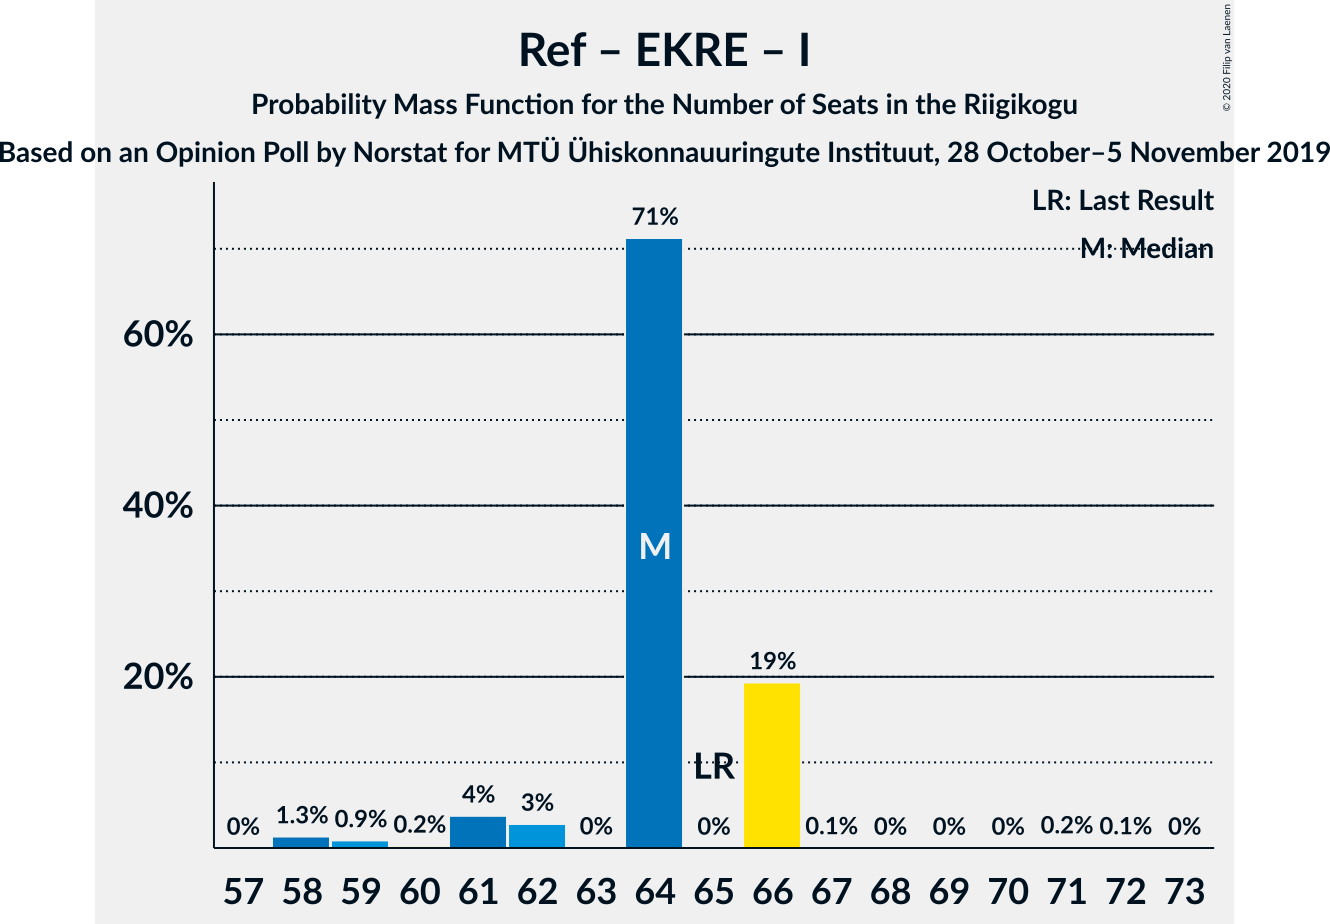 Ref – EKRE – I
Probability Mass Function for the Number of Seats in the Riigikogu
Based on an Opinion Poll by Norstat for MTÜ Ühiskonnauuringute Instituut, 28 October–5 November 2019
© 2020 Filip van Laenen
LR: Last Result
M: Median
71%
60%
40%
M
19%
20%
LR
4%
3%
0% 1.3% 0.9% 0.2% 0% 0% 0.1% 0% 0% 0% 0.2% 0.1% 0%
57 58 59 60 61 62 63 64 65 66 67 68 69 70 71 72 73